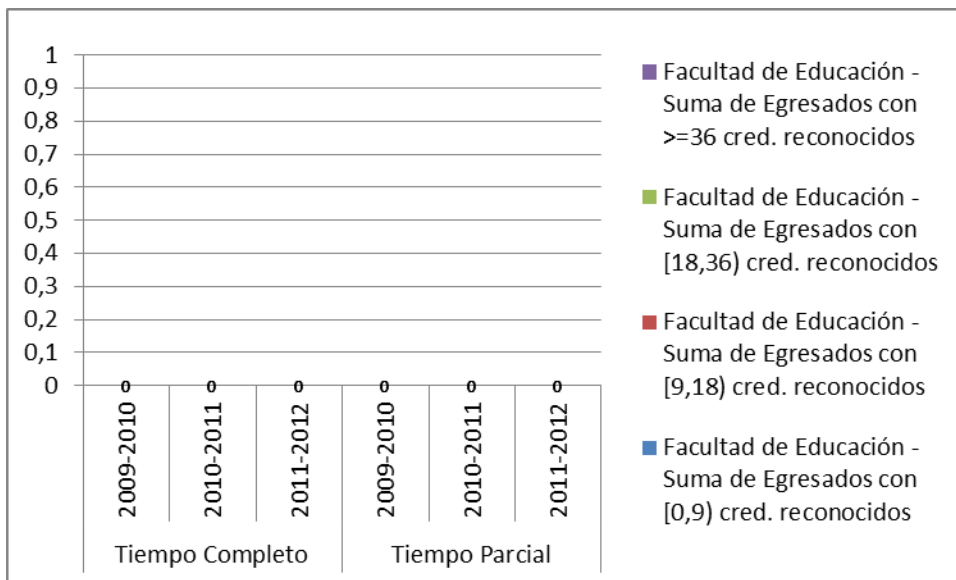 1
0,9
0,8
0,7
0,6
0,5
0,4
0,3
0,2
0,1
0
0 0 0 0 0 0
2009-2010
2010-2011
2011-2012
2009-2010
2010-2011
2011-2012
Tiempo Completo
Tiempo Parcial
Facultad de Educación -
Suma de Egresados con
>=36 cred. reconocidos
Facultad de Educación -
Suma de Egresados con
[18,36) cred. reconocidos
Facultad de Educación -
Suma de Egresados con
[9,18) cred. reconocidos
Facultad de Educación -
Suma de Egresados con
[0,9) cred. reconocidos